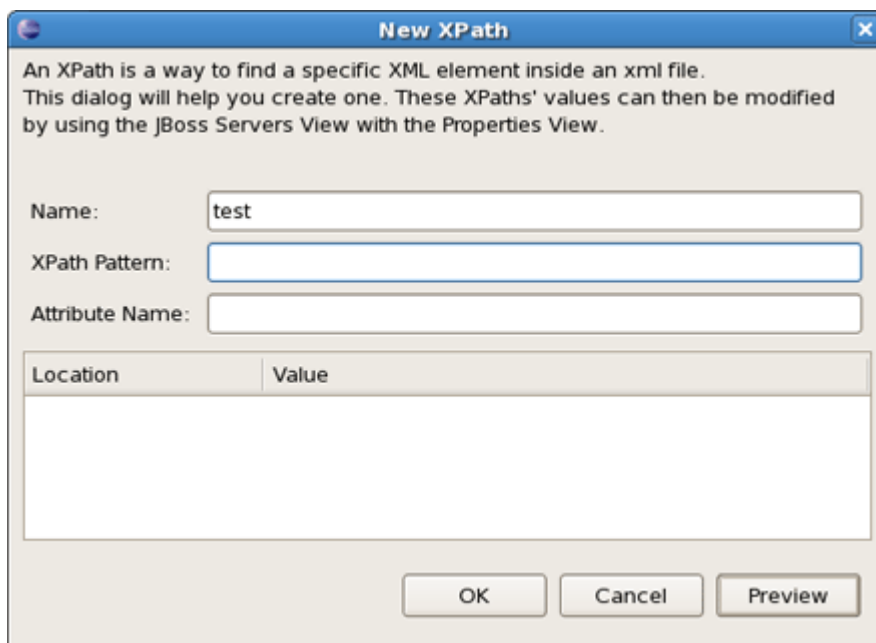 New XPath
An XPath is a way to find a specific XML element inside an xml file.
This dialog will help you create one. These XPaths' values can then be modified
by using the JBoss Servers View with the Properties View.
Name: test
XPath Pattern:
Attribute Name:
Location Value
OK Cancel Preview